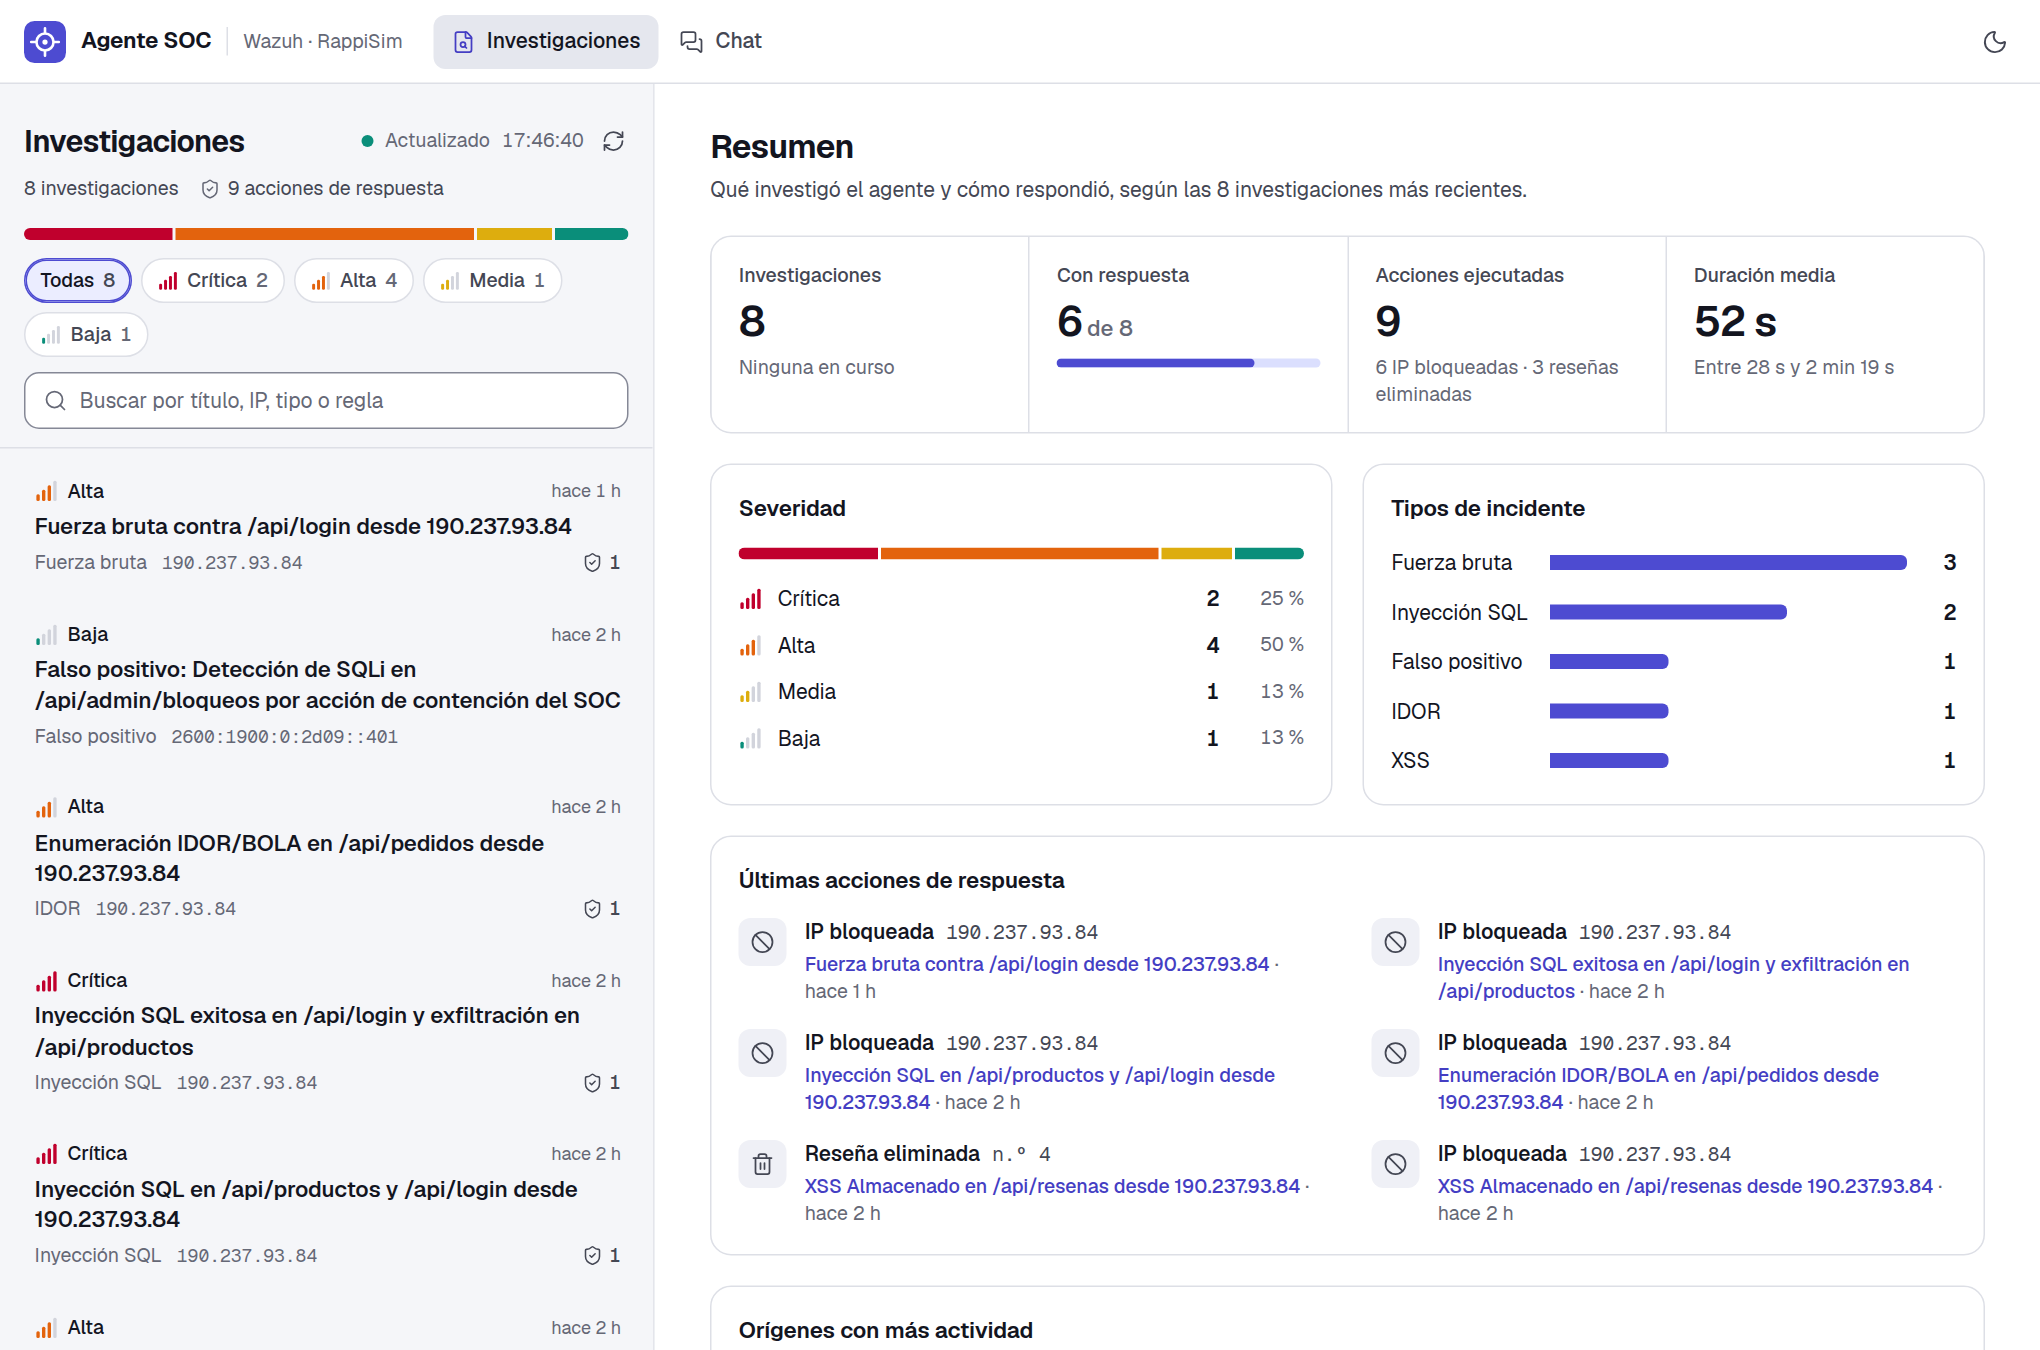 Agente SOC
Wazuh · RappiSim
Investigaciones
Chat
Investigaciones
Actualizado 17:46:40
8 investigaciones
9 acciones de respuesta
Todas 8
Crítica 2
Alta 4
Media 1
Baja 1
Buscar por título, IP, tipo o regla
Alta
hace 1 h
Fuerza bruta contra /api/login desde 190.237.93.84
Fuerza bruta 190.237.93.84
1
Baja
hace 2 h
Falso positivo: Detección de SQLi en
/api/admin/bloqueos por acción de contención del SOC
Falso positivo 2600:1900:0:2d09::401
Alta
hace 2 h
Enumeración IDOR/BOLA en /api/pedidos desde
190.237.93.84
IDOR 190.237.93.84
1
Crítica
hace 2 h
Inyección SQL exitosa en /api/login y exfiltración en
/api/productos
Inyección SQL 190.237.93.84
1
Crítica
hace 2 h
Inyección SQL en /api/productos y /api/login desde
190.237.93.84
Inyección SQL 190.237.93.84
1
Alta
hace 2 h
Resumen
Qué investigó el agente y cómo respondió, según las 8 investigaciones más recientes.
Investigaciones
8
Ninguna en curso
Con respuesta
6 de 8
Acciones ejecutadas
9
6 IP bloqueadas · 3 reseñas
eliminadas
Duración media
52 s
Entre 28 s y 2 min 19 s
Severidad
Crítica 2 25 %
Alta 4 50 %
Media 1 13 %
Baja 1 13 %
Tipos de incidente
Fuerza bruta 3
Inyección SQL 2
Falso positivo 1
IDOR 1
XSS 1
Últimas acciones de respuesta
IP bloqueada 190.237.93.84
Fuerza bruta contra /api/login desde 190.237.93.84 ·
hace 1 h
IP bloqueada 190.237.93.84
Inyección SQL exitosa en /api/login y exfiltración en
/api/productos · hace 2 h
IP bloqueada 190.237.93.84
Inyección SQL en /api/productos y /api/login desde
190.237.93.84 · hace 2 h
IP bloqueada 190.237.93.84
Enumeración IDOR/BOLA en /api/pedidos desde
190.237.93.84 · hace 2 h
Reseña eliminada n.º 4
XSS Almacenado en /api/resenas desde 190.237.93.84 ·
hace 2 h
IP bloqueada 190.237.93.84
XSS Almacenado en /api/resenas desde 190.237.93.84 ·
hace 2 h
Orígenes con más actividad